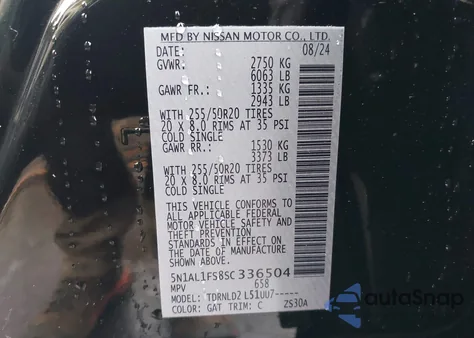 MFD BY NISSAN MOTOR CO., LTD.
DATE: 08/24
GVWR: 2750 KG
6063 LB
GAWR FR.: 1335 KG
2943 LB
WITH 255/50R20 TIRES
20 X 8.0 RIMS AT 35 PSI
COLD SINGLE
GAWR RR.: 1530 KG
3373 LB
WITH 255/50R20 TIRES
20 X 8.0 RIMS AT 35 PSI
COLD SINGLE
THIS VEHICLE CONFORMS TO
ALL APPLICABLE FEDERAL
MOTOR VEHICLE SAFETY
STANDARDS IN EFFECT ON
THE DATE OF MANUFACTURE
SHOWN ABOVE.
5N1AL1FS8SC336504
MPV 658
MODEL: TDRNLD2 L51UU7-----
COLOR: GAT TRIM: C ZS30A
autoSnap